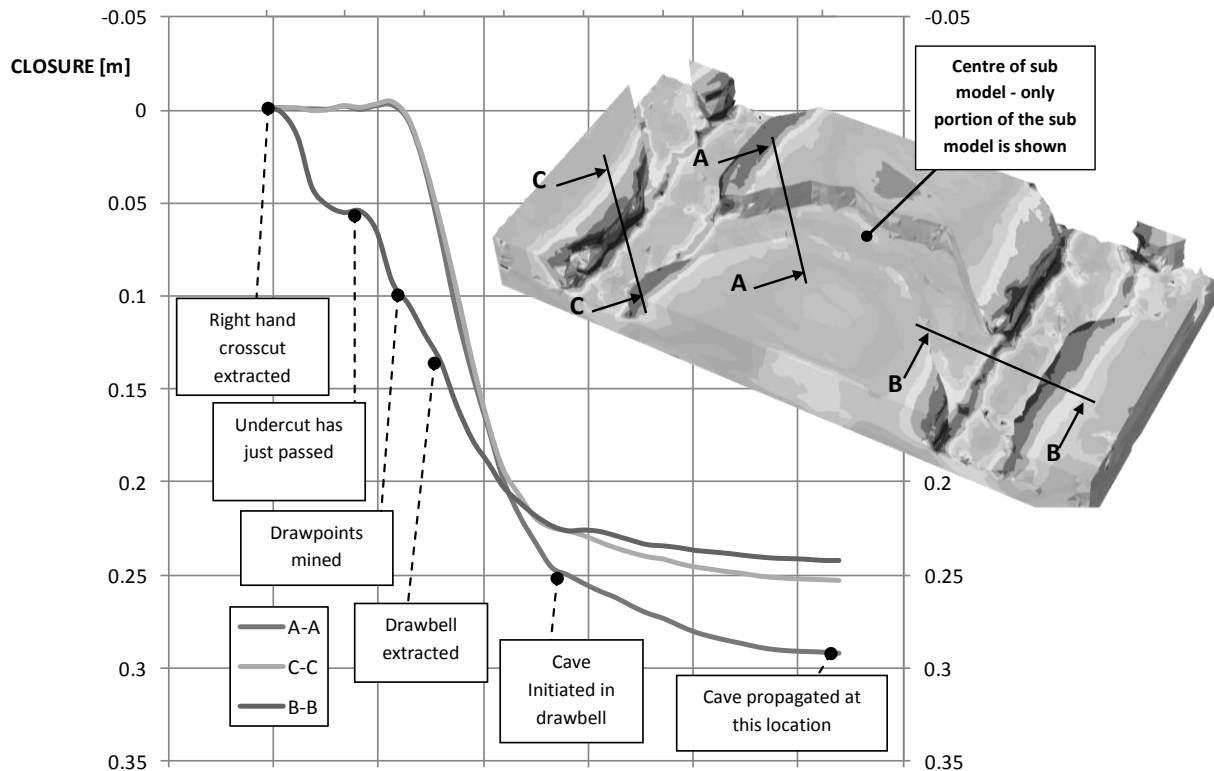 -0.05
-0.05
CLOSURE [m]
0
0.05
0.1
0.15
0.2
0.25
0.3
0.35
0.2
0.25
0.3
0.35
Centre of sub
model - only
portion of the sub
model is shown
A
C
A
C
B
B
Right hand
crosscut
extracted
Undercut has
just passed
Drawpoints
mined
Drawbell
extracted
Cave
Initiated in
drawbell
Cave propagated at
this location
A-A
C-C
B-B